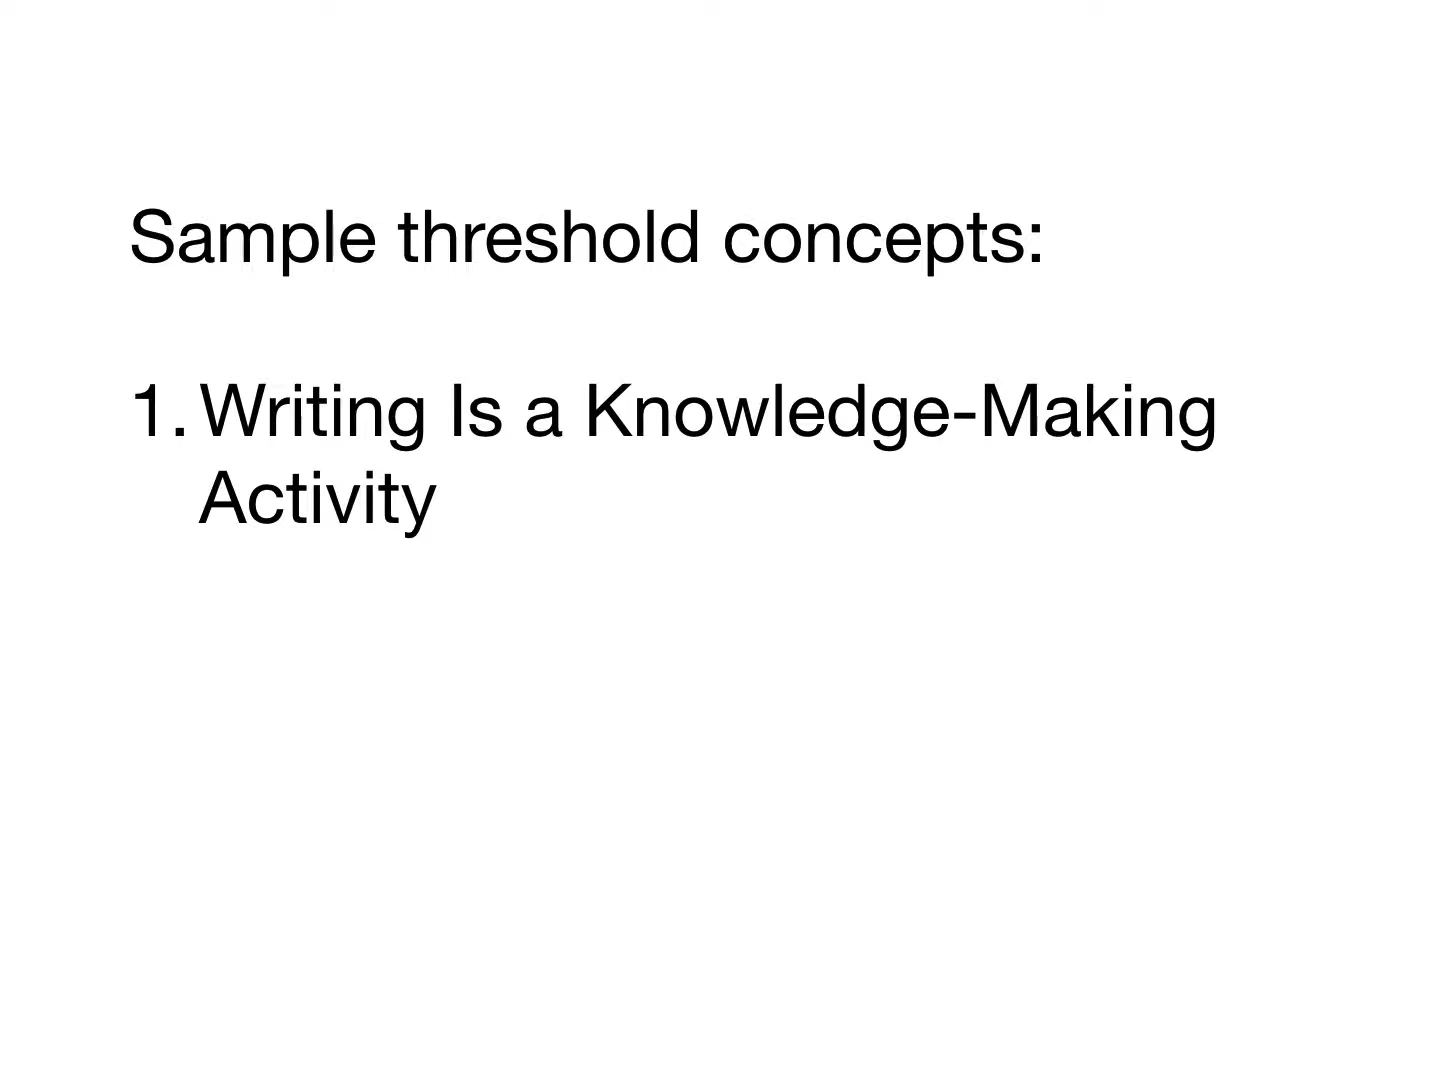 Sample threshold concepts:
1. Writing Is a Knowledge-Making
Activity